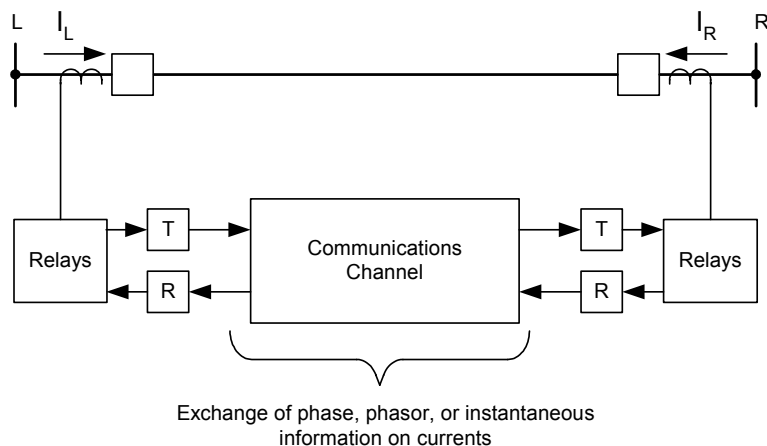 L
I_L
I_R
R
T
Communications
Channel
T
Relays
Relays
R
R
Exchange of phase, phasor, or instantaneous
information on currents